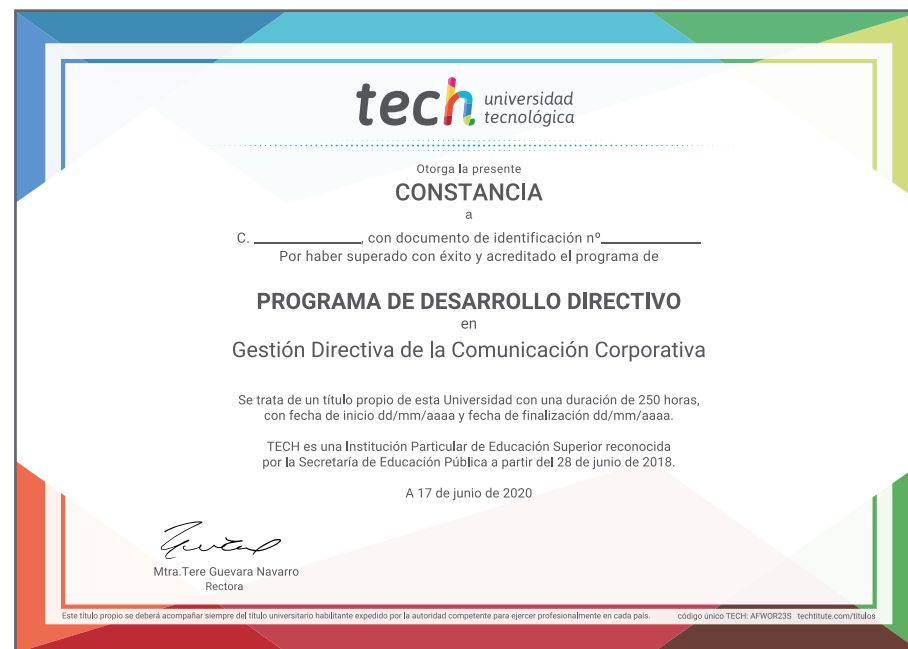 tech universidad
tecnológica
Otorga la presente
CONSTANCIA
a
C. ____________, con documento de identificación nº___________
Por haber superado con éxito y acreditado el programa de
PROGRAMA DE DESARROLLO DIRECTIVO
en
Gestión Directiva de la Comunicación Corporativa
Se trata de un título propio de esta Universidad con una duración de 250 horas,
con fecha de inicio dd/mm/aaaa y fecha de finalización dd/mm/aaaa.
TECH es una Institución Particular de Educación Superior reconocida
por la Secretaría de Educación Pública a partir del 28 de junio de 2018.
A 17 de junio de 2020
Mtra.Tere Guevara Navarro
Rectora
Este título propio se deberá acompañar siempre del título universitario habilitante expedido por la autoridad competente para ejercer profesionalmente en cada país. código único TECH: AFWOR23S techtitute.com/titulos